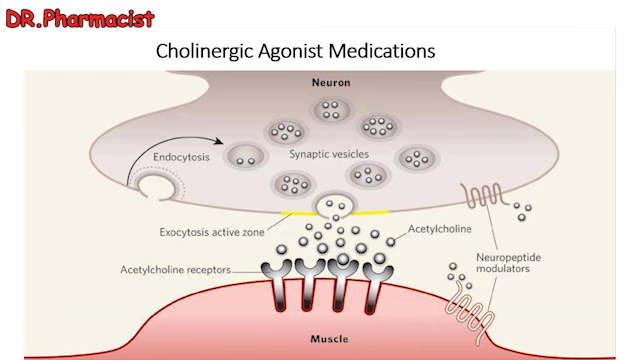 DR.Pharmacist
Cholinergic Agonist Medications
Neuron
Endocytosis
Synaptic vesicles
Exocytosis active zone
Acetylcholine
Acetylcholine receptors
Neuropeptide
modulators
Muscle